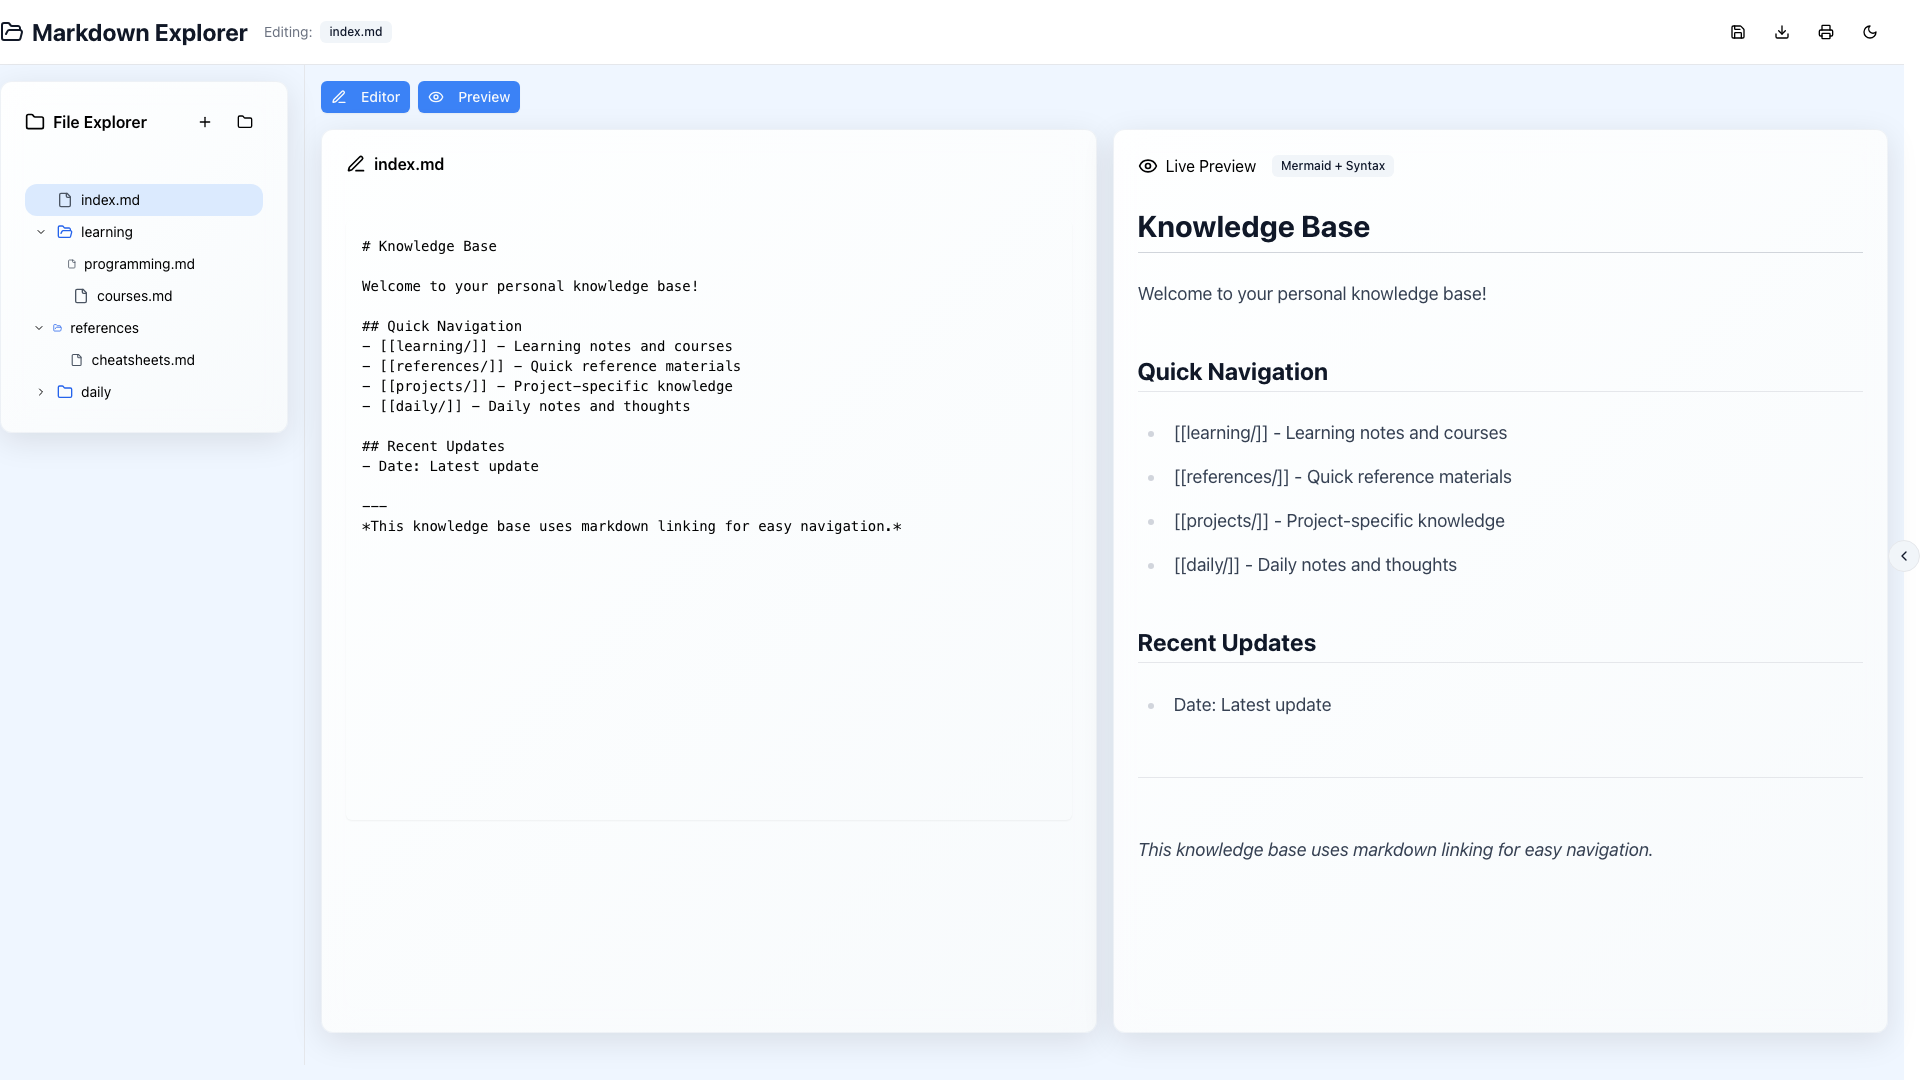 Markdown Explorer Editing: index.md
File Explorer
index.md
learning
programming.md
courses.md
references
cheatsheets.md
daily
Editor Preview
index.md
# Knowledge Base
Welcome to your personal knowledge base!
## Quick Navigation
- [[learning/]] - Learning notes and courses
- [[references/]] - Quick reference materials
- [[projects/]] - Project-specific knowledge
- [[daily/]] - Daily notes and thoughts
## Recent Updates
- Date: Latest update
---
*This knowledge base uses markdown linking for easy navigation.*
Live Preview Mermaid + Syntax
Knowledge Base
Welcome to your personal knowledge base!
Quick Navigation
[[learning/]] - Learning notes and courses
[[references/]] - Quick reference materials
[[projects/]] - Project-specific knowledge
[[daily/]] - Daily notes and thoughts
Recent Updates
Date: Latest update
This knowledge base uses markdown linking for easy navigation.